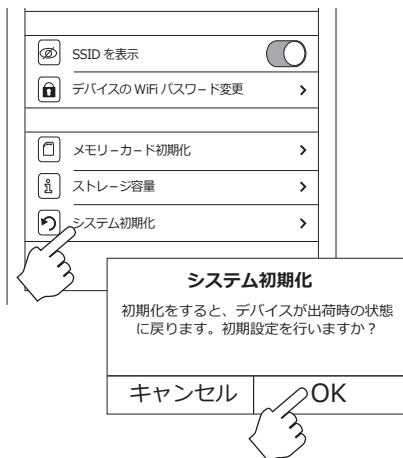 SSID を表示
デバイスの WiFi パスワード変更
メモリーカード初期化
ストレージ容量
システム初期化
システム初期化
初期化をすると、デバイスが出荷時の状態
に戻ります。初期設定を行いますか？
キャンセル
OK